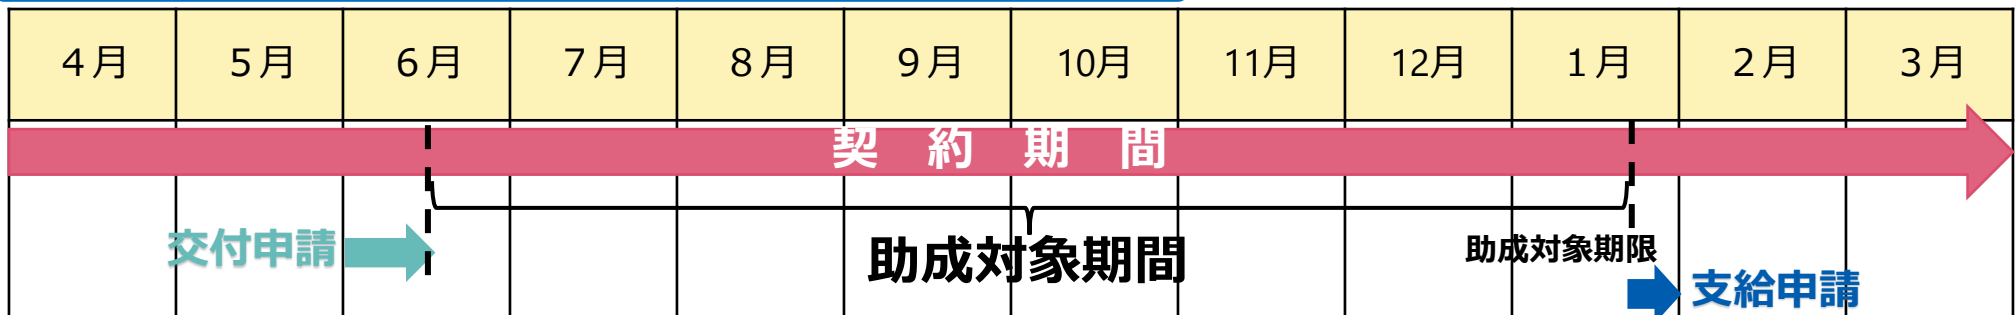 ４月 ５月 ６月 ７月 ８月 ９月 10月 11月 12月 １月 ２月 ３月
契 約 期 間
交付申請
助成対象期間
助成対象期限
支給申請